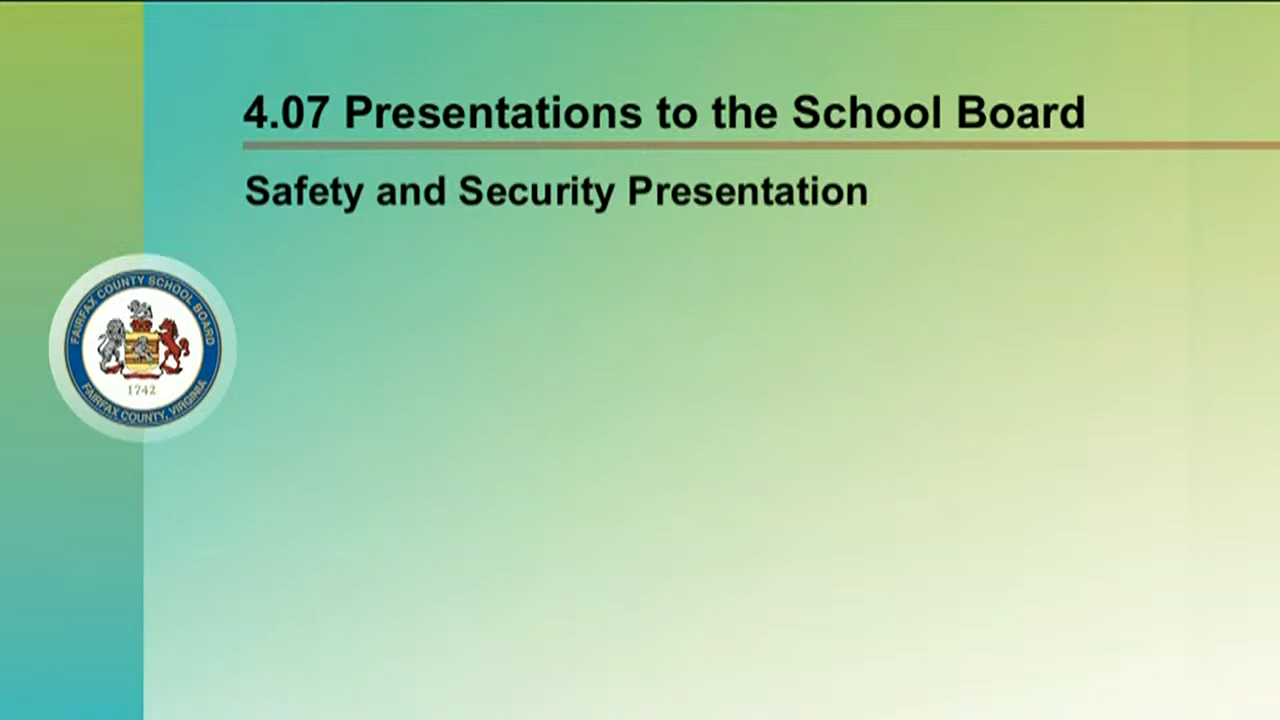 4.07 Presentations to the School Board
Safety and Security Presentation
FAIRFAX COUNTY SCHOOL BOARD
1742
FAIRFAX COUNTY, VIRGINIA